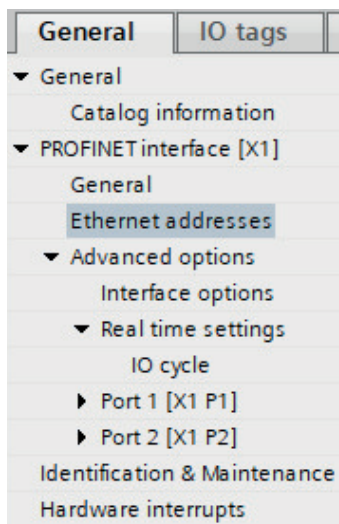 General IO tags
General
Catalog information
PROFINET interface [X1]
General
Ethernet addresses
Advanced options
Interface options
Real time settings
IO cycle
Port 1 [X1 P1]
Port 2 [X1 P2]
Identification & Maintenance
Hardware interrupts